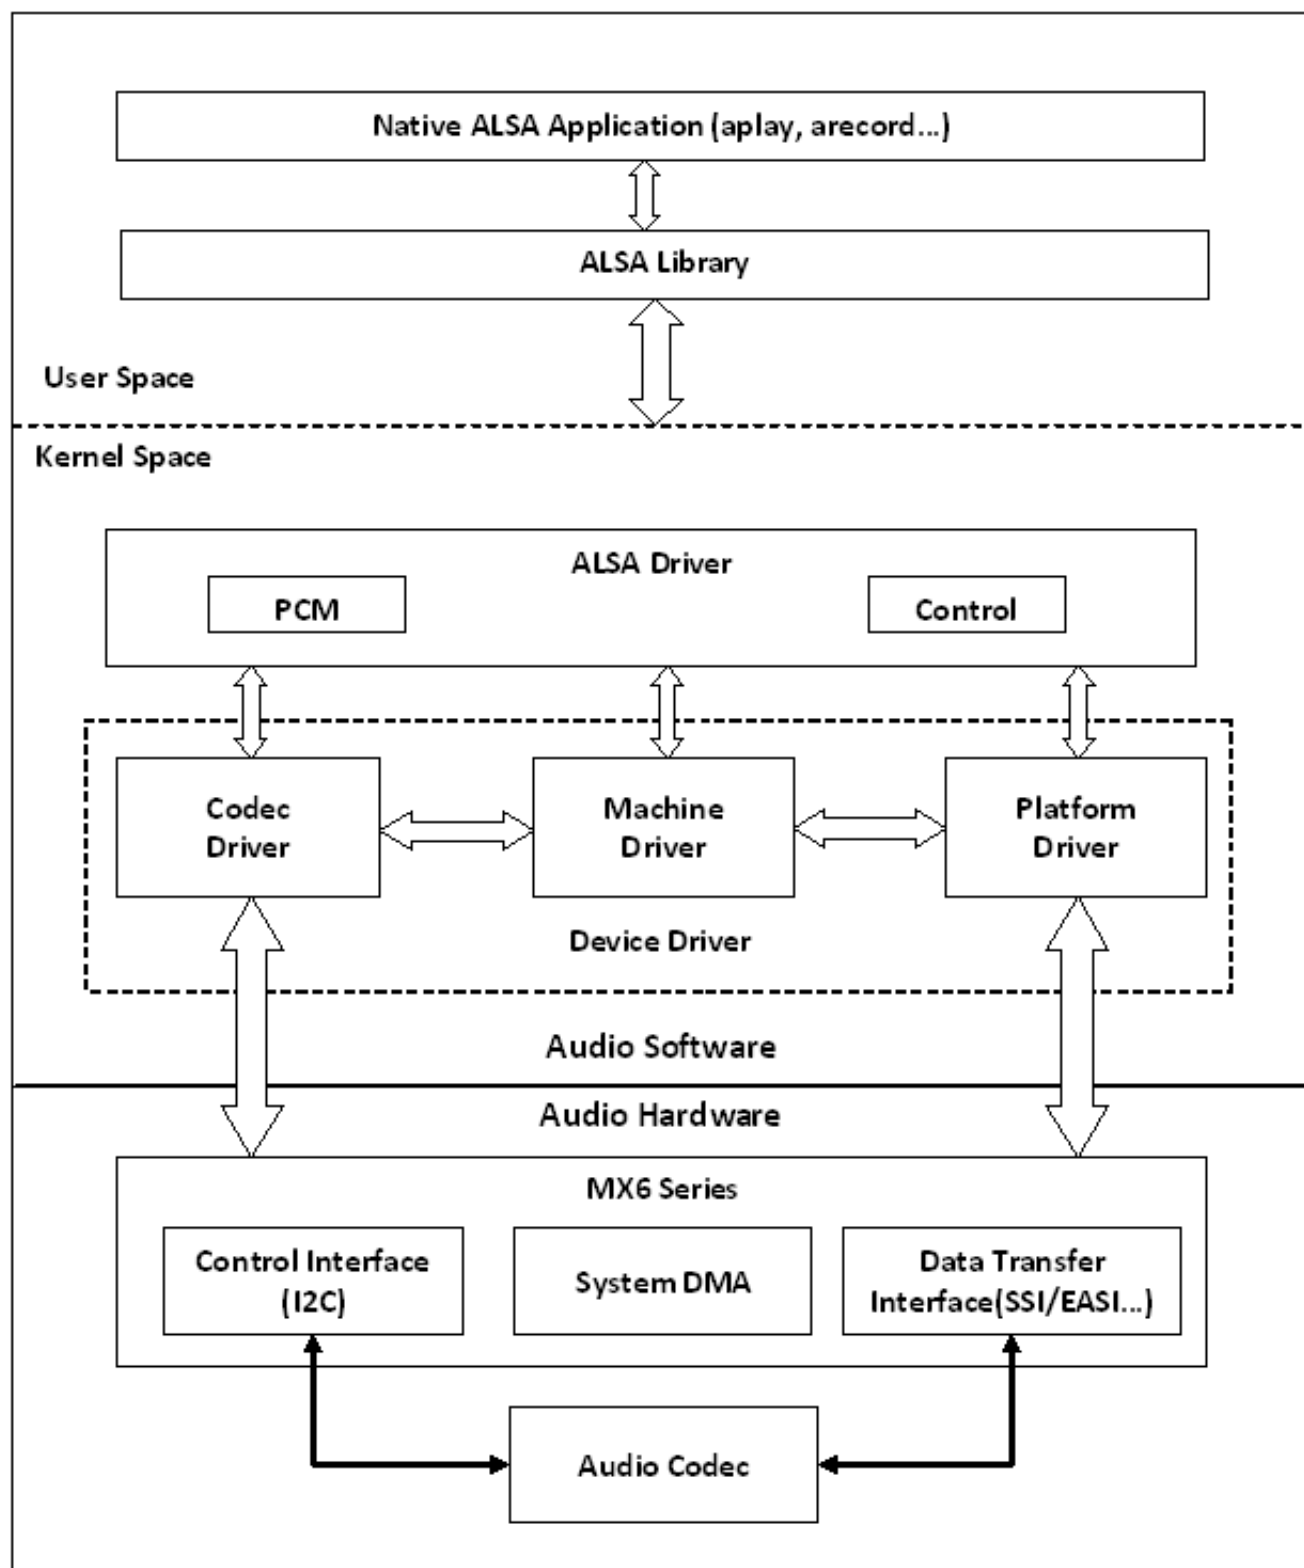 Native ALSA Application (aplay, arecord...)
ALSA Library
User Space
Kernel Space
ALSA Driver
PCM
Control
Codec
Driver
Machine
Driver
Platform
Driver
Device Driver
Audio Software
Audio Hardware
MX6 Series
Control Interface
(I2C)
System DMA
Data Transfer
Interface(SSI/EASI...)
Audio Codec